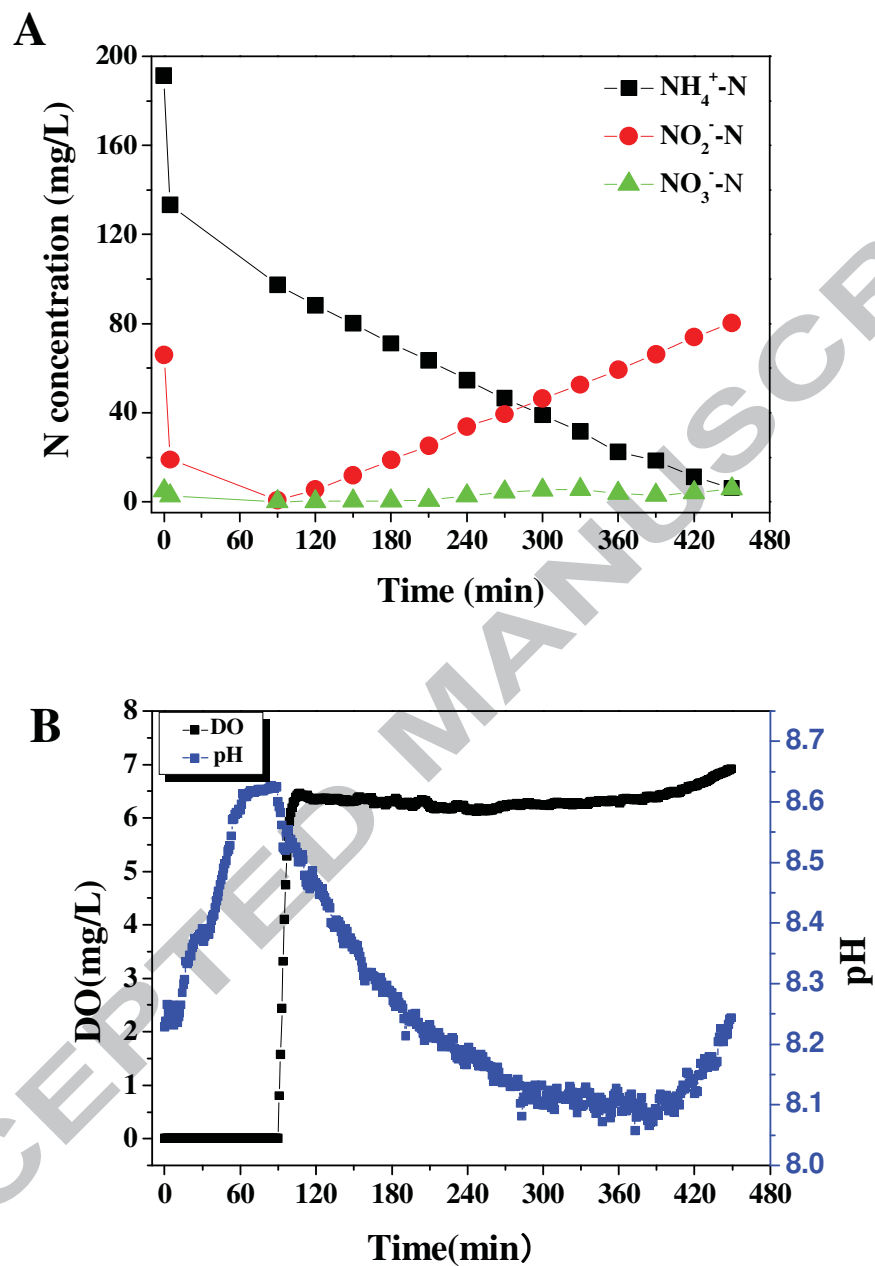 A
N concentration (mg/L)
200
160
120
80
40
0
NH₄⁺-N
NO₂⁻-N
NO₃⁻-N
0 60 120 180 240 300 360 420 480
Time (min)
B
DO(mg/L)
8
7
6
5
4
3
2
1
0
DO
pH
8.7
8.6
8.5
8.4
8.3
8.2
8.1
8.0
pH
0 60 120 180 240 300 360 420 480
Time(min)
CEPTED MANUSCR